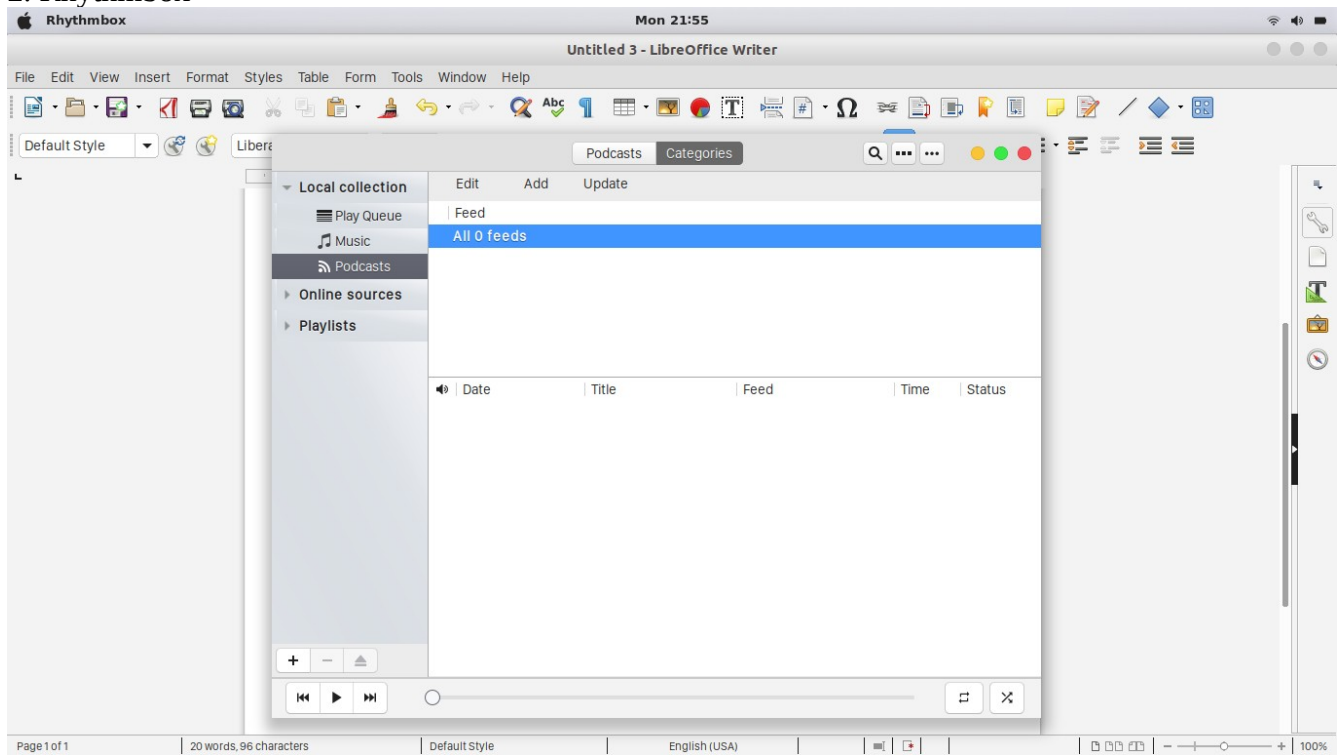 Rhythmbox Mon 21:55
Untitled 3 - LibreOffice Writer
File Edit View Insert Format Styles Table Form Tools Window Help
Default Style
Podcasts Categories
Local collection
Play Queue
Music
Podcasts
Online sources
Playlists
Edit Add Update
Feed
All 0 feeds
Date Title Feed Time Status
Page 1 of 1 20 words, 96 characters Default Style English (USA) 100%